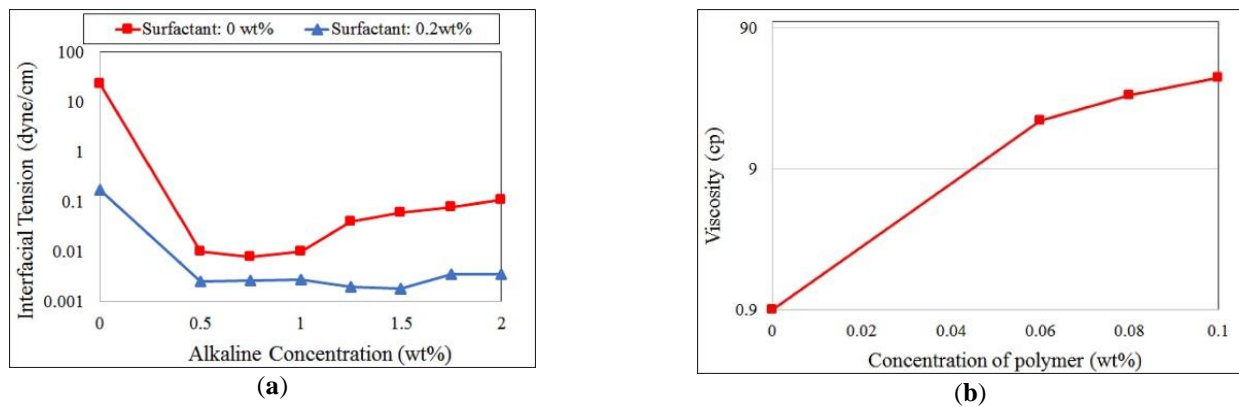 Surfactant: 0 wt% Surfactant: 0.2wt%
100
10
1
0.1
0.01
0.001
Interfacial Tension (dyne/cm)
0 0.5 1 1.5 2
Alkaline Concentration (wt%)
(a)
90
9
0.9
Viscosity (cp)
0 0.02 0.04 0.06 0.08 0.1
Concentration of polymer (wt%)
(b)